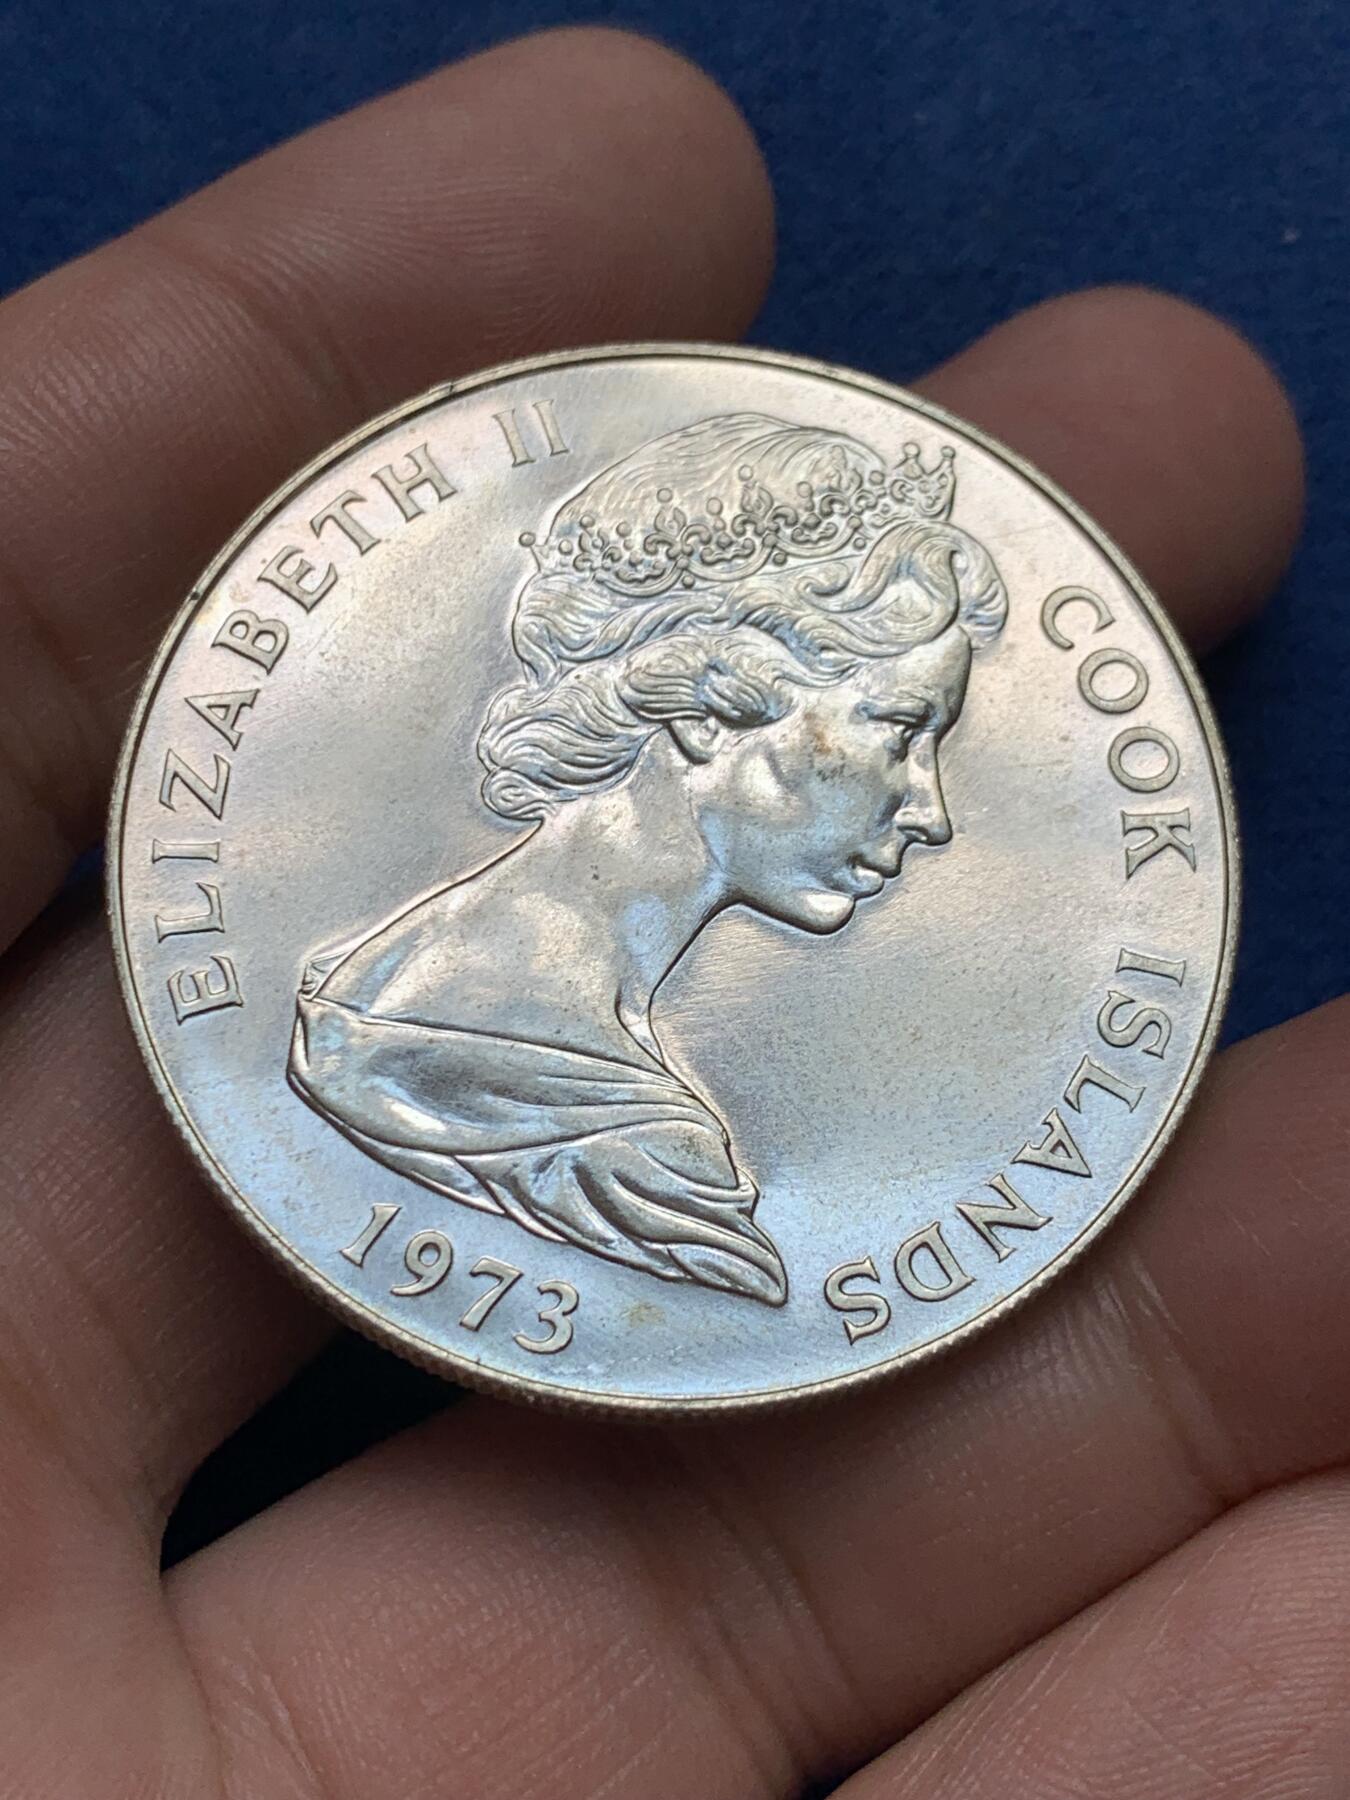 ELIZABETH II
COOK ISLANDS
1973